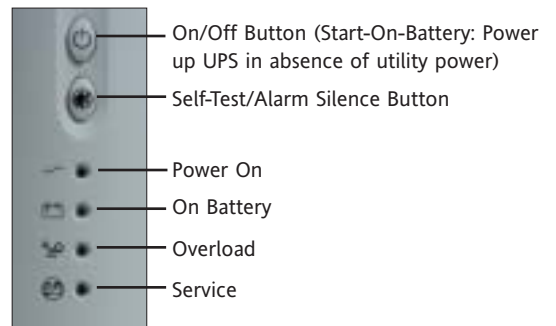 On/Off Button (Start-On-Battery: Power
up UPS in absence of utility power)
Self-Test/Alarm Silence Button
Power On
On Battery
Overload
Service